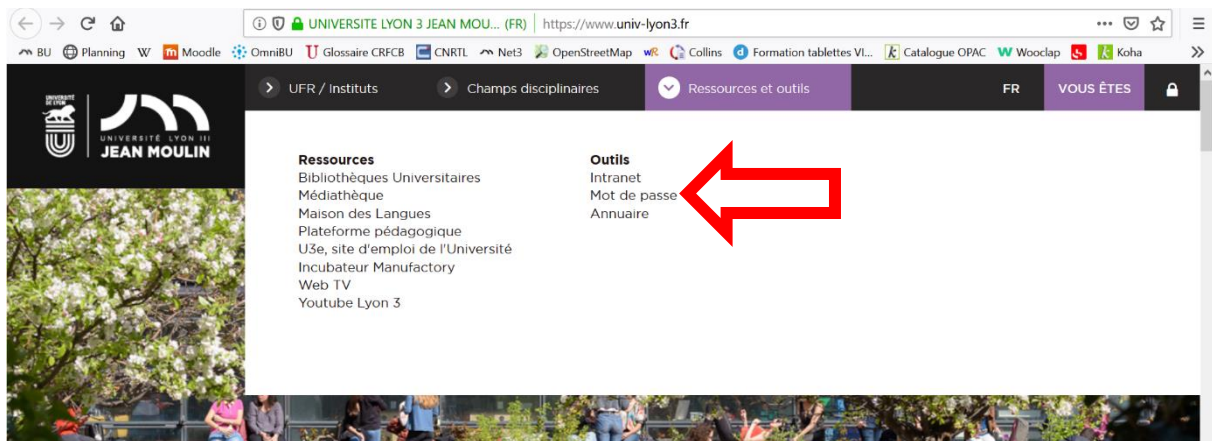 UNIVERSITE LYON 3 JEAN MOU... (FR) https://www.univ-lyon3.fr
BU Planning W Moodle OmniBU Glossaire CRFCB CNRTL Net3 OpenStreetMap Collins Formation tablettes VI... Catalogue OPAC Wooclap Koha
UFR / Instituts Champs disciplinaires Ressources et outils FR VOUS ÊTES
UNIVERSITÉ
DE LYON
UNIVERSITÉ LYON III
JEAN MOULIN
Ressources
Bibliothèques Universitaires
Médiathèque
Maison des Langues
Plateforme pédagogique
U3e, site d'emploi de l'Université
Incubateur Manufactory
Web TV
Youtube Lyon 3
Outils
Intranet
Mot de passe
Annuaire